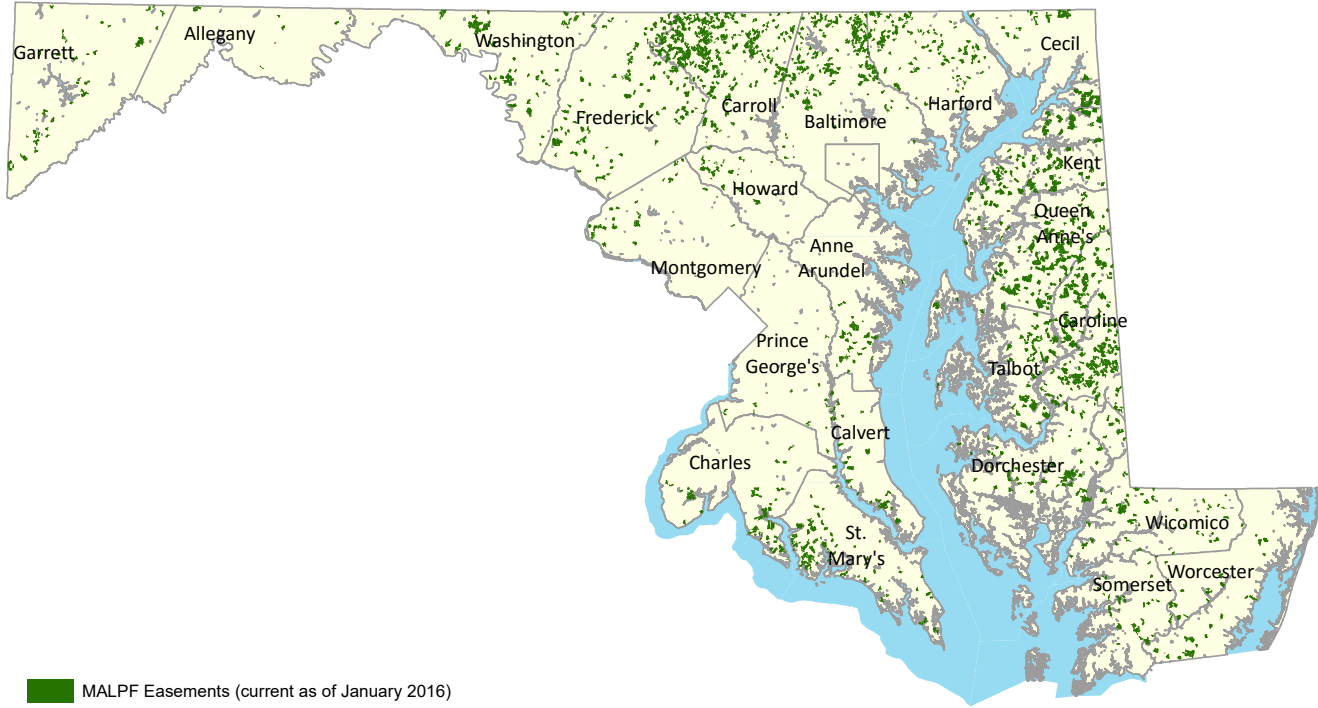 Garrett
Allegany
Washington
Frederick
Carroll
Baltimore
Harford
Cecil
Kent
Howard
Queen
Anne's
Montgomery
Anne
Arundel
Caroline
Prince
George's
Talbot
Calvert
Charles
Dorchester
St.
Mary's
Wicomico
Somerset
Worcester
MALPF Easements (current as of January 2016)